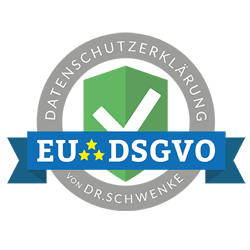 DATENSCHUTZERKLÄRUNG
EU DSGVO
VON DR.SCHWENKE